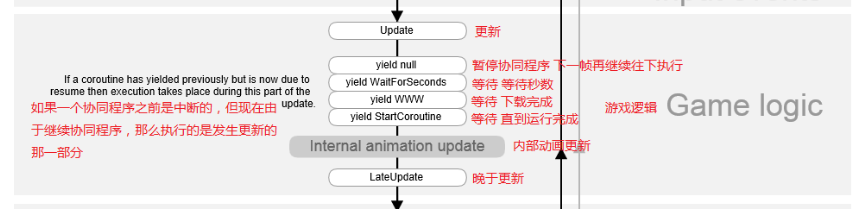 Update 更新
yield null 暂停协同程序 下一帧再继续往下执行
If a coroutine has yielded previously but is now due to
resume then execution takes place during this part of the
update.
yield WaitForSeconds 等待 等待秒数
yield WWW 等待 下载完成
yield StartCoroutine 等待 直到运行完成
如果一个协同程序之前是中断的，但现在由
于继续协同程序，那么执行的是发生更新的
那一部分
游戏逻辑 Game logic
Internal animation update 内部动画更新
LateUpdate 晚于更新